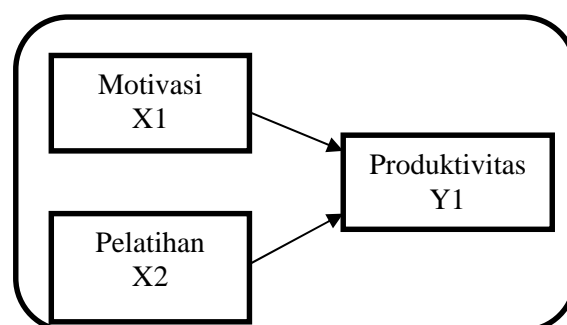 Motivasi
X1
Produktivitas
Y1
Pelatihan
X2